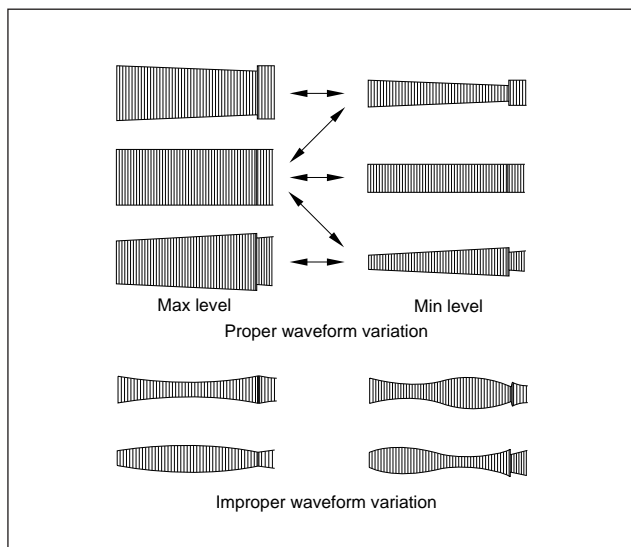 Max level
Min level
Proper waveform variation
Improper waveform variation